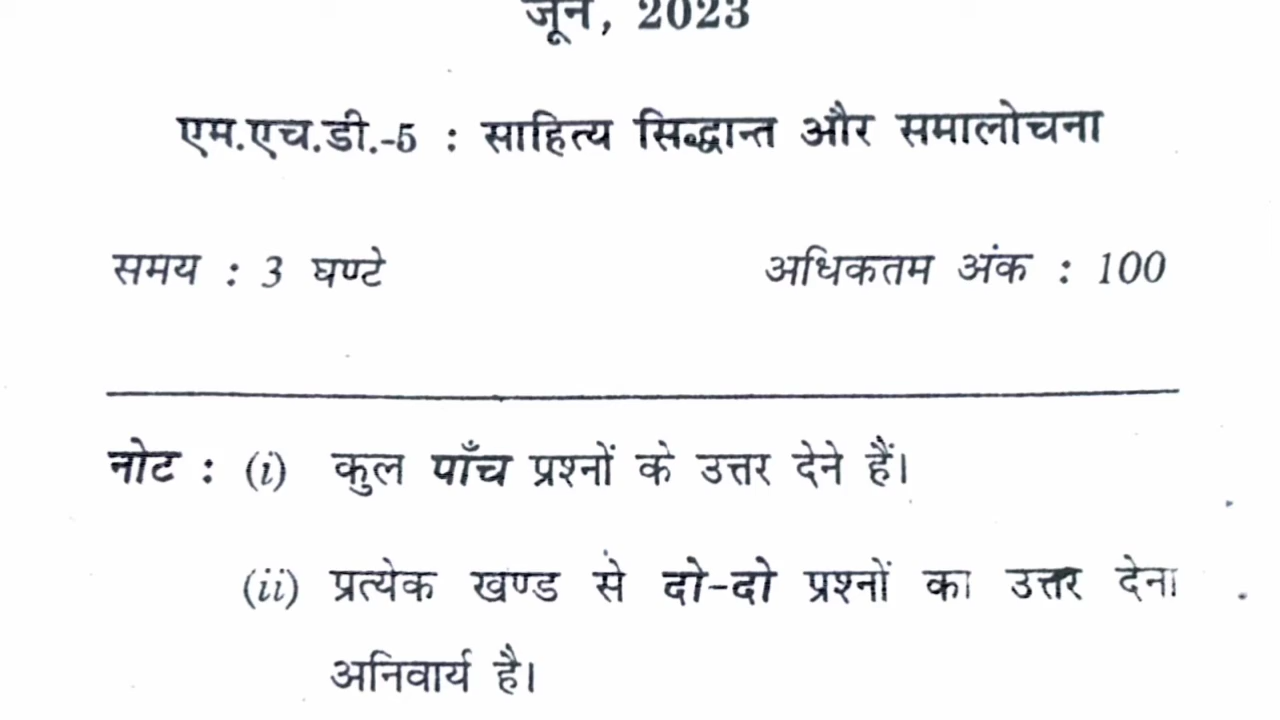 जून, 2023
एम.एच.डी.-5 : साहित्य सिद्धान्त और समालोचना
समय : 3 घण्टे अधिकतम अंक : 100
नोट : (i) कुल पाँच प्रश्नों के उत्तर देने हैं।
(ii) प्रत्येक खण्ड से दो-दो प्रश्नों का उत्तर देना
अनिवार्य है।